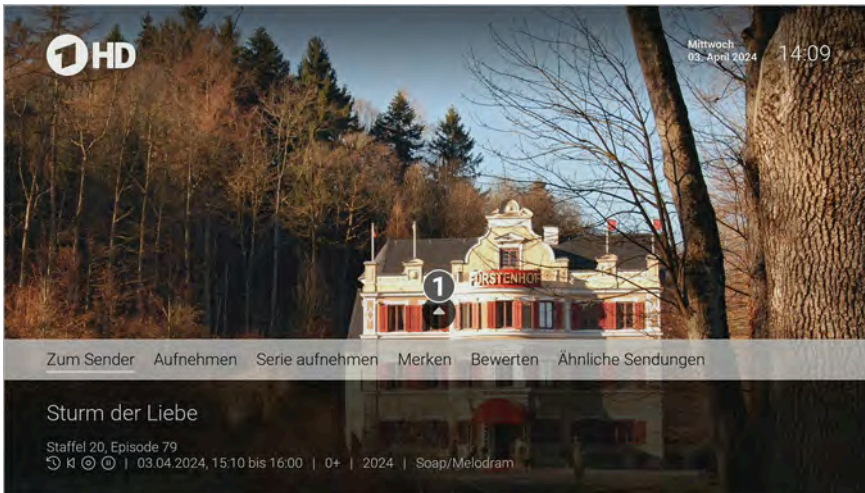 1 HD
Mittwoch
03. April 2024
14:09
FÜRSTENHOF
1
Zum Sender Aufnehmen Serie aufnehmen Merken Bewerten Ähnliche Sendungen
Sturm der Liebe
Staffel 20, Episode 79
| 03.04.2024, 15:10 bis 16:00 | 0+ | 2024 | Soap/Melodram